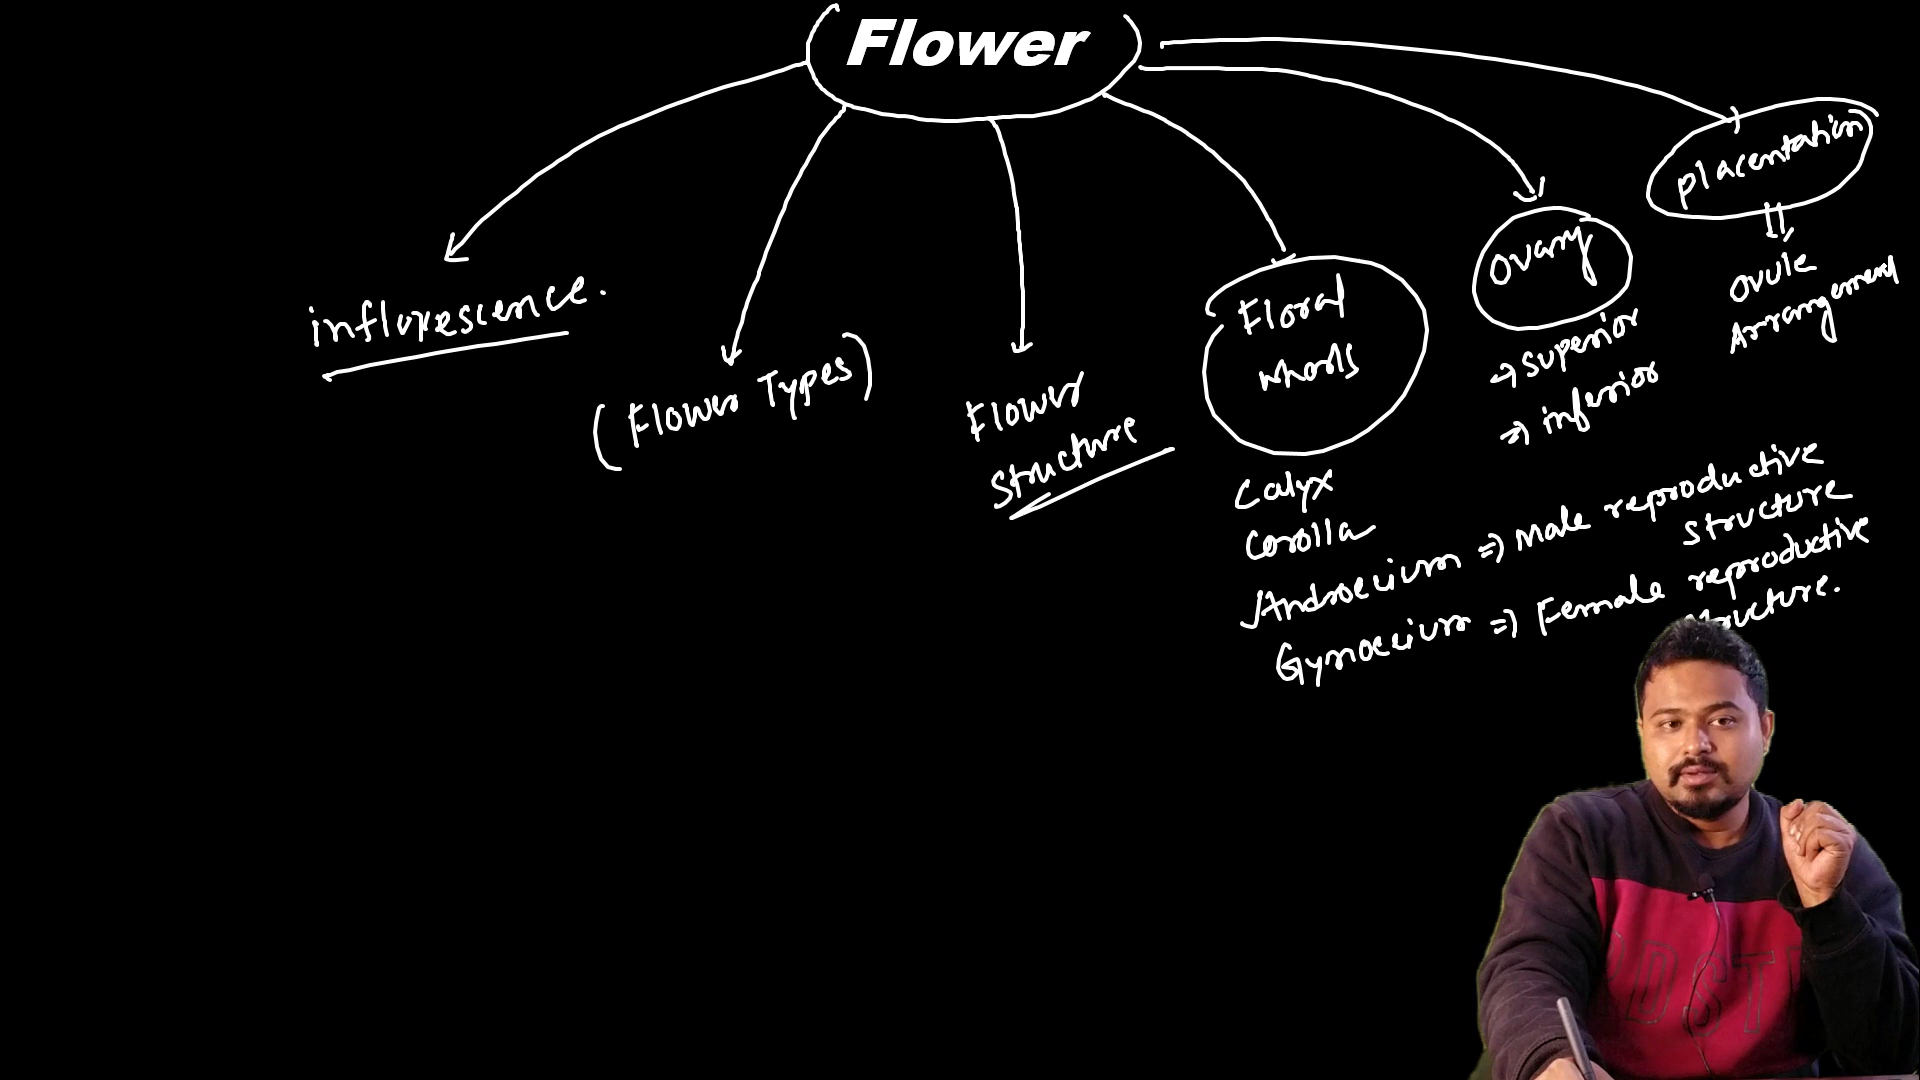 Flower
inflorescence.
(Flower Types)
Flower
Structure
Floral
whorls
Calyx
Corolla
Androecium => Male reproductive
structure
Gynoecium => Female reproductive
structure.
Ovary
=> superior
=> inferior
placentation
ovule
Arrangement